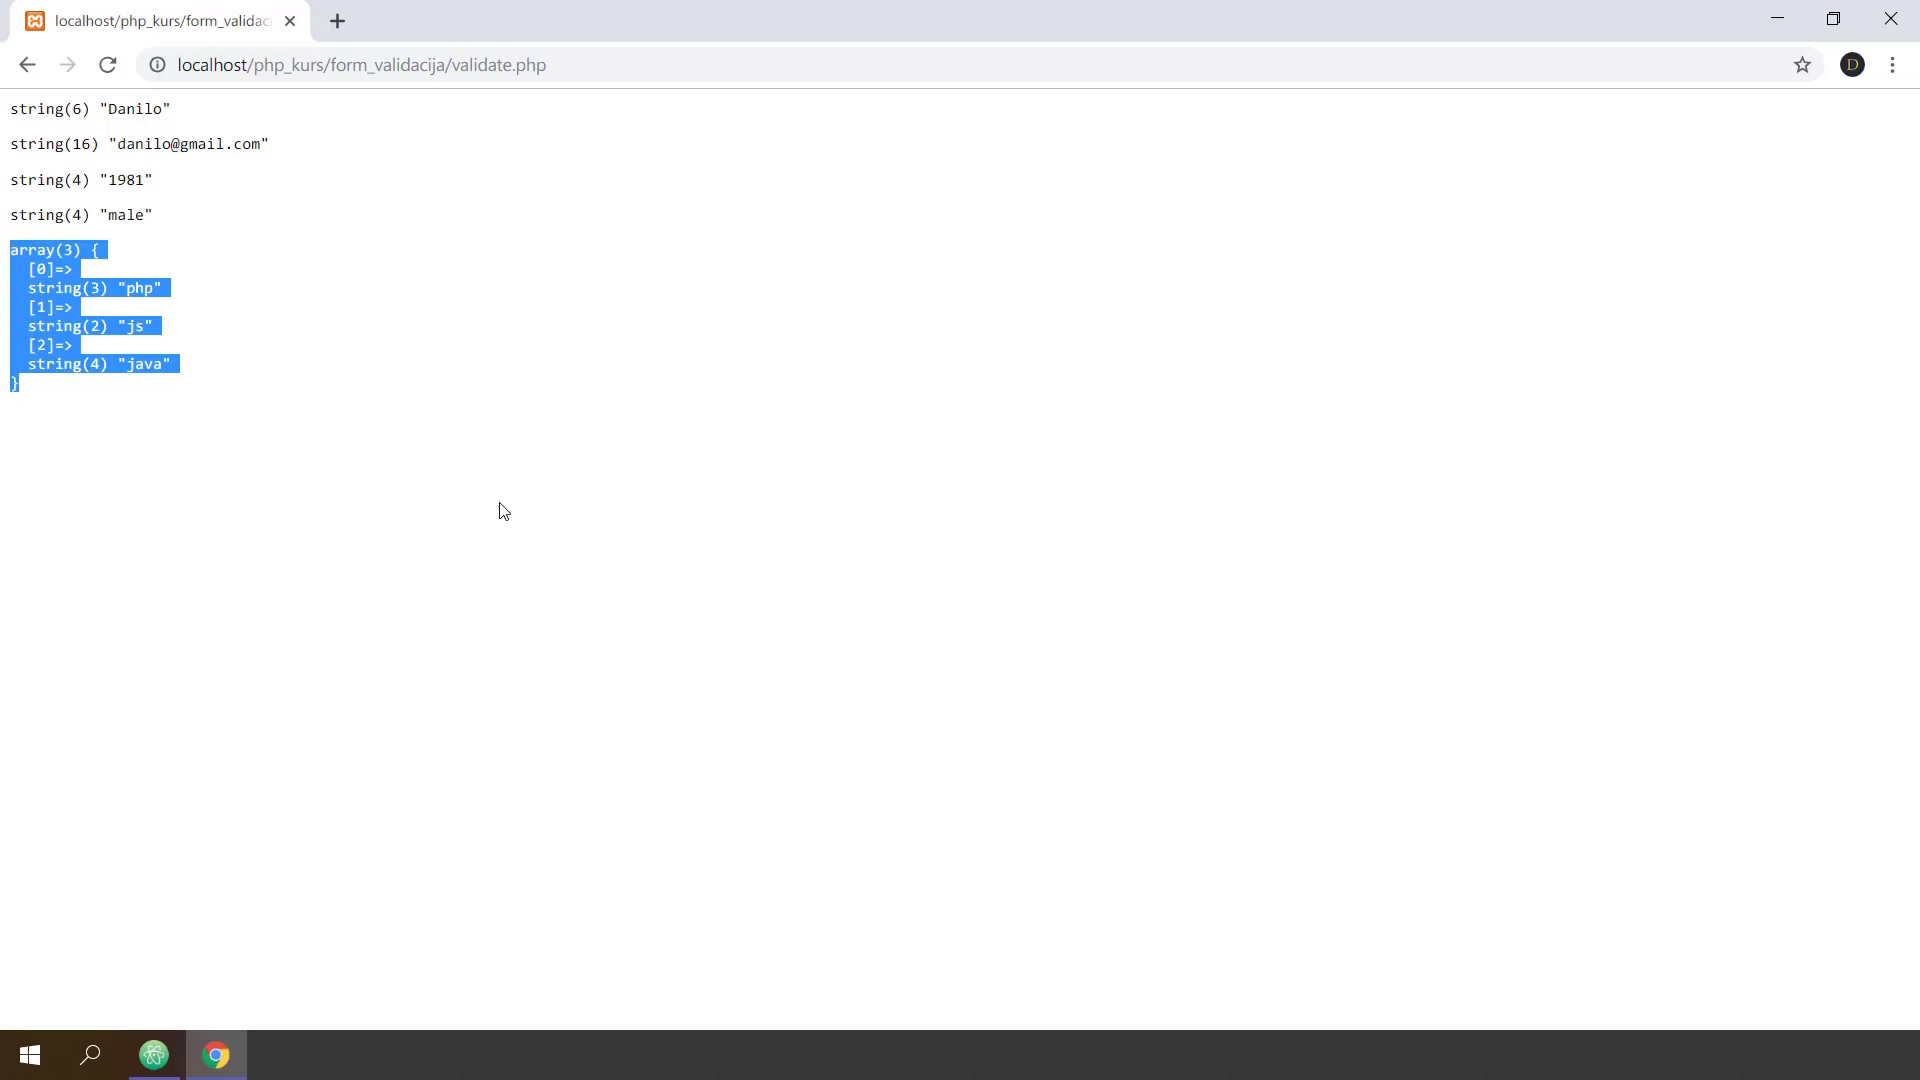 localhost/php_kurs/form_validaci
localhost/php_kurs/form_validacija/validate.php
D
string(6) "Danilo"
string(16) "danilo@gmail.com"
string(4) "1981"
string(4) "male"
array(3) {
  [0]=>
  string(3) "php"
  [1]=>
  string(2) "js"
  [2]=>
  string(4) "java"
}